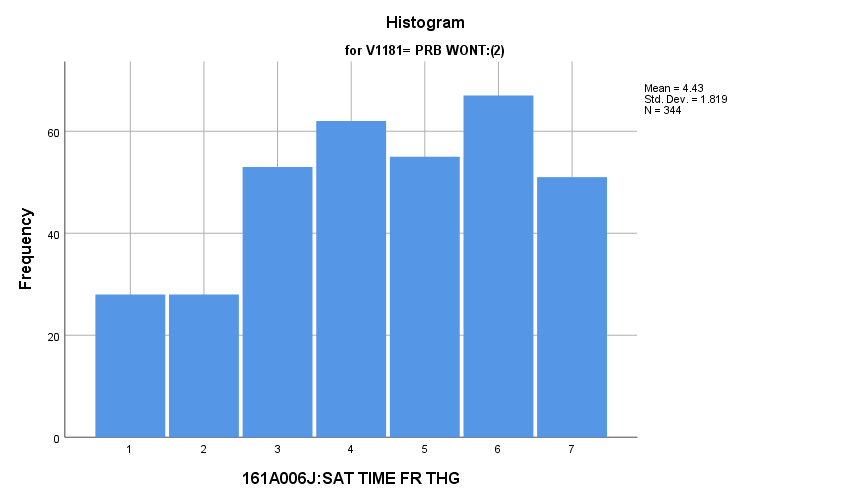 Histogram
for V1181= PRB WONT:(2)
Mean = 4.43
Std. Dev. = 1.819
N = 344
Frequency
60
40
20
0
1 2 3 4 5 6 7
161A006J:SAT TIME FR THG